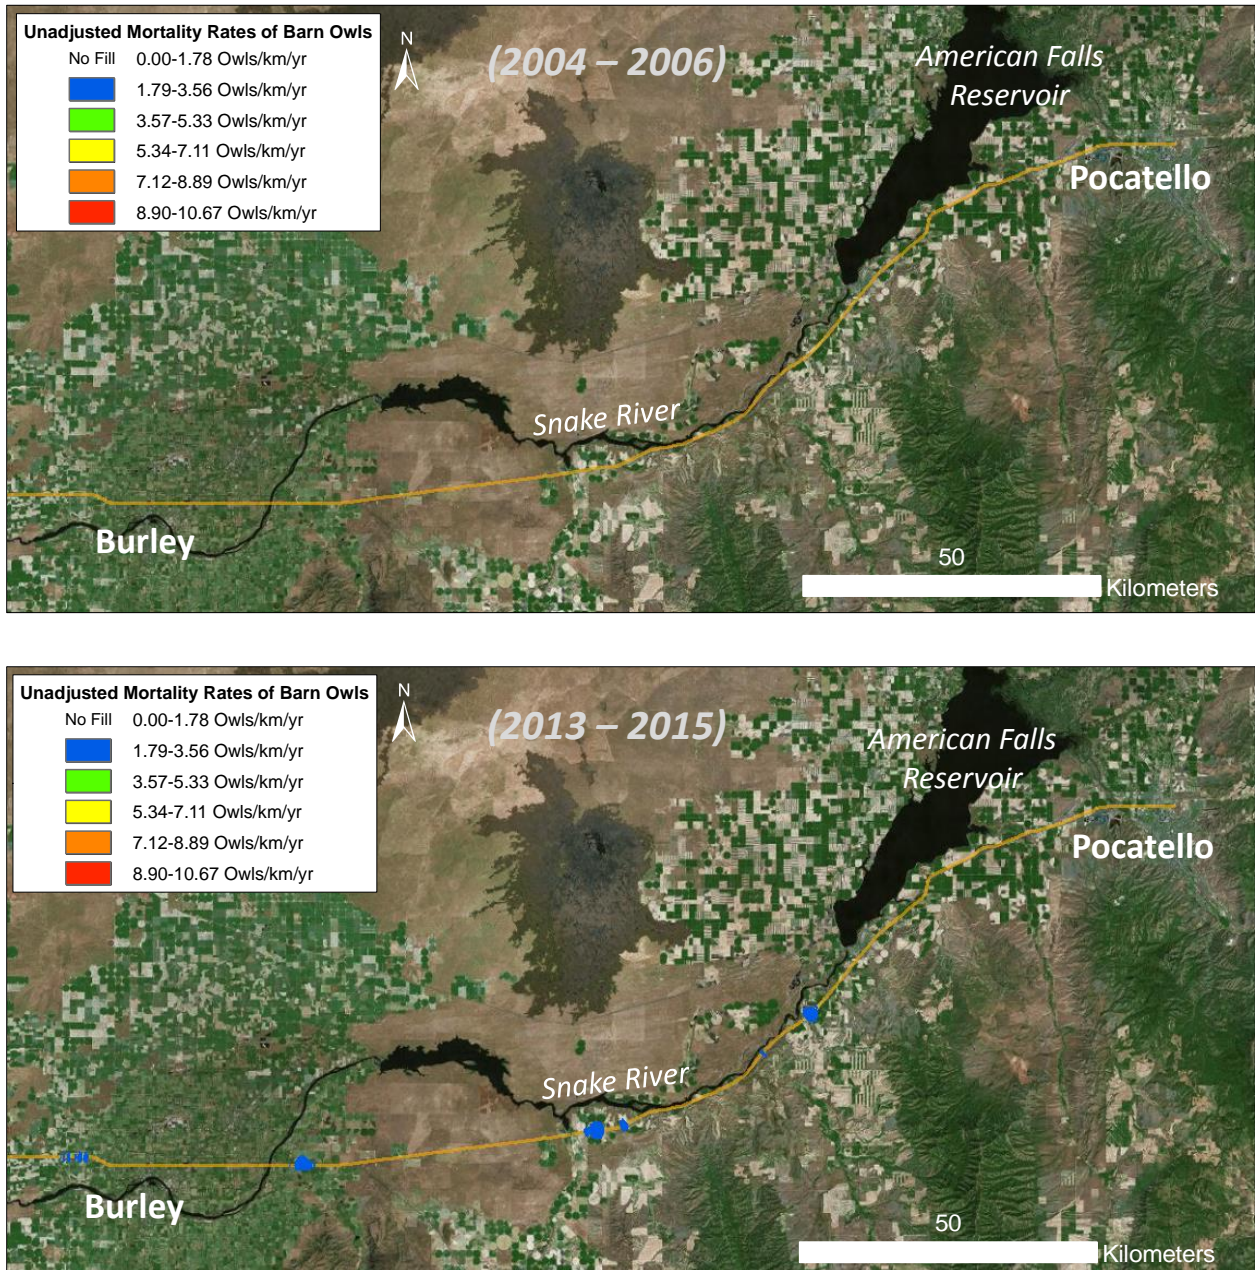 Unadjusted Mortality Rates of Barn Owls
No Fill 0.00-1.78 Owls/km/yr
1.79-3.56 Owls/km/yr
3.57-5.33 Owls/km/yr
5.34-7.11 Owls/km/yr
7.12-8.89 Owls/km/yr
8.90-10.67 Owls/km/yr
N
(2004 – 2006)
American Falls
Reservoir
Pocatello
Snake River
Burley
50
Kilometers
Unadjusted Mortality Rates of Barn Owls
No Fill 0.00-1.78 Owls/km/yr
1.79-3.56 Owls/km/yr
3.57-5.33 Owls/km/yr
5.34-7.11 Owls/km/yr
7.12-8.89 Owls/km/yr
8.90-10.67 Owls/km/yr
N
(2013 – 2015)
American Falls
Reservoir
Pocatello
Snake River
Burley
50
Kilometers